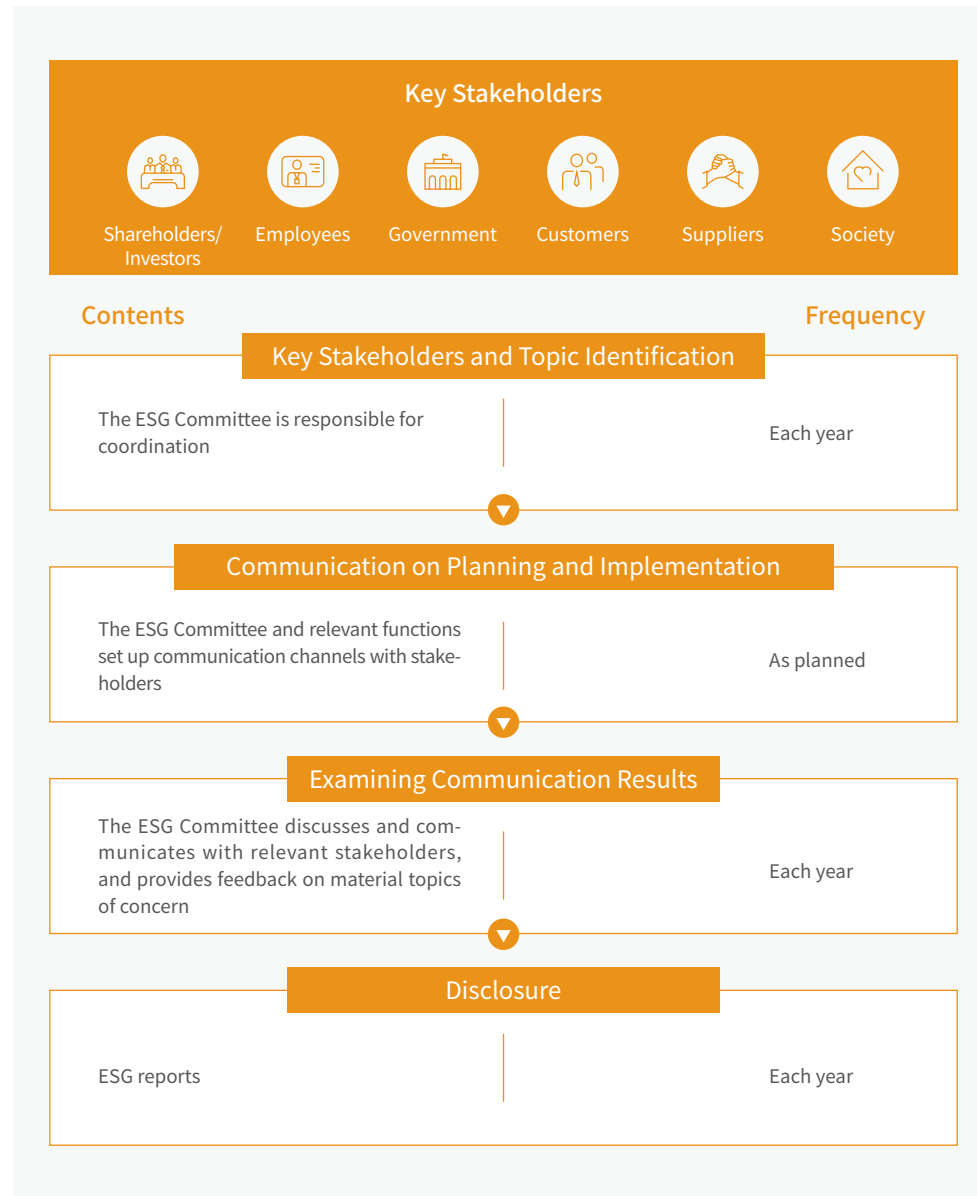 Key Stakeholders
Shareholders/
Investors
Employees
Government
Customers
Suppliers
Society
Contents
Frequency
Key Stakeholders and Topic Identification
The ESG Committee is responsible for
coordination
Each year
Communication on Planning and Implementation
The ESG Committee and relevant functions
set up communication channels with stake-
holders
As planned
Examining Communication Results
The ESG Committee discusses and com-
municates with relevant stakeholders,
and provides feedback on material topics
of concern
Each year
Disclosure
ESG reports
Each year